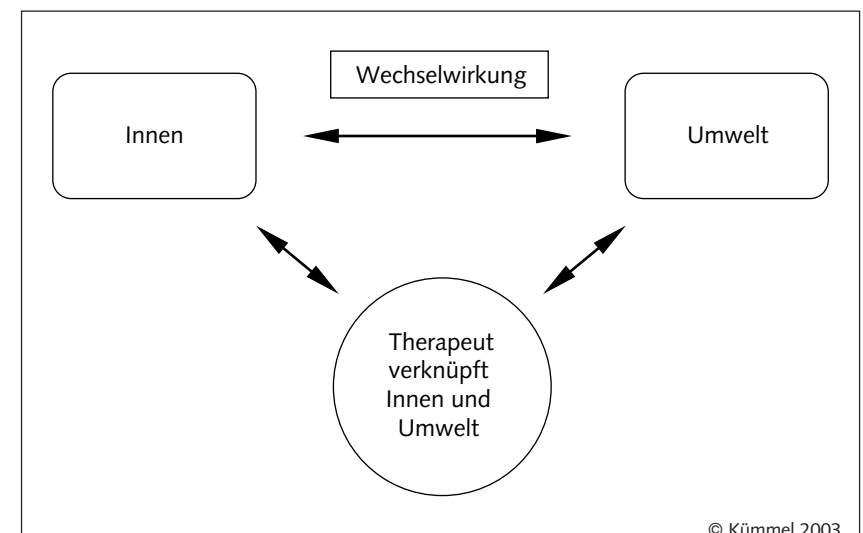 Wechselwirkung
Innen
Umwelt
Therapeut
verknüpft
Innen und
Umwelt
© Kümmel 2003